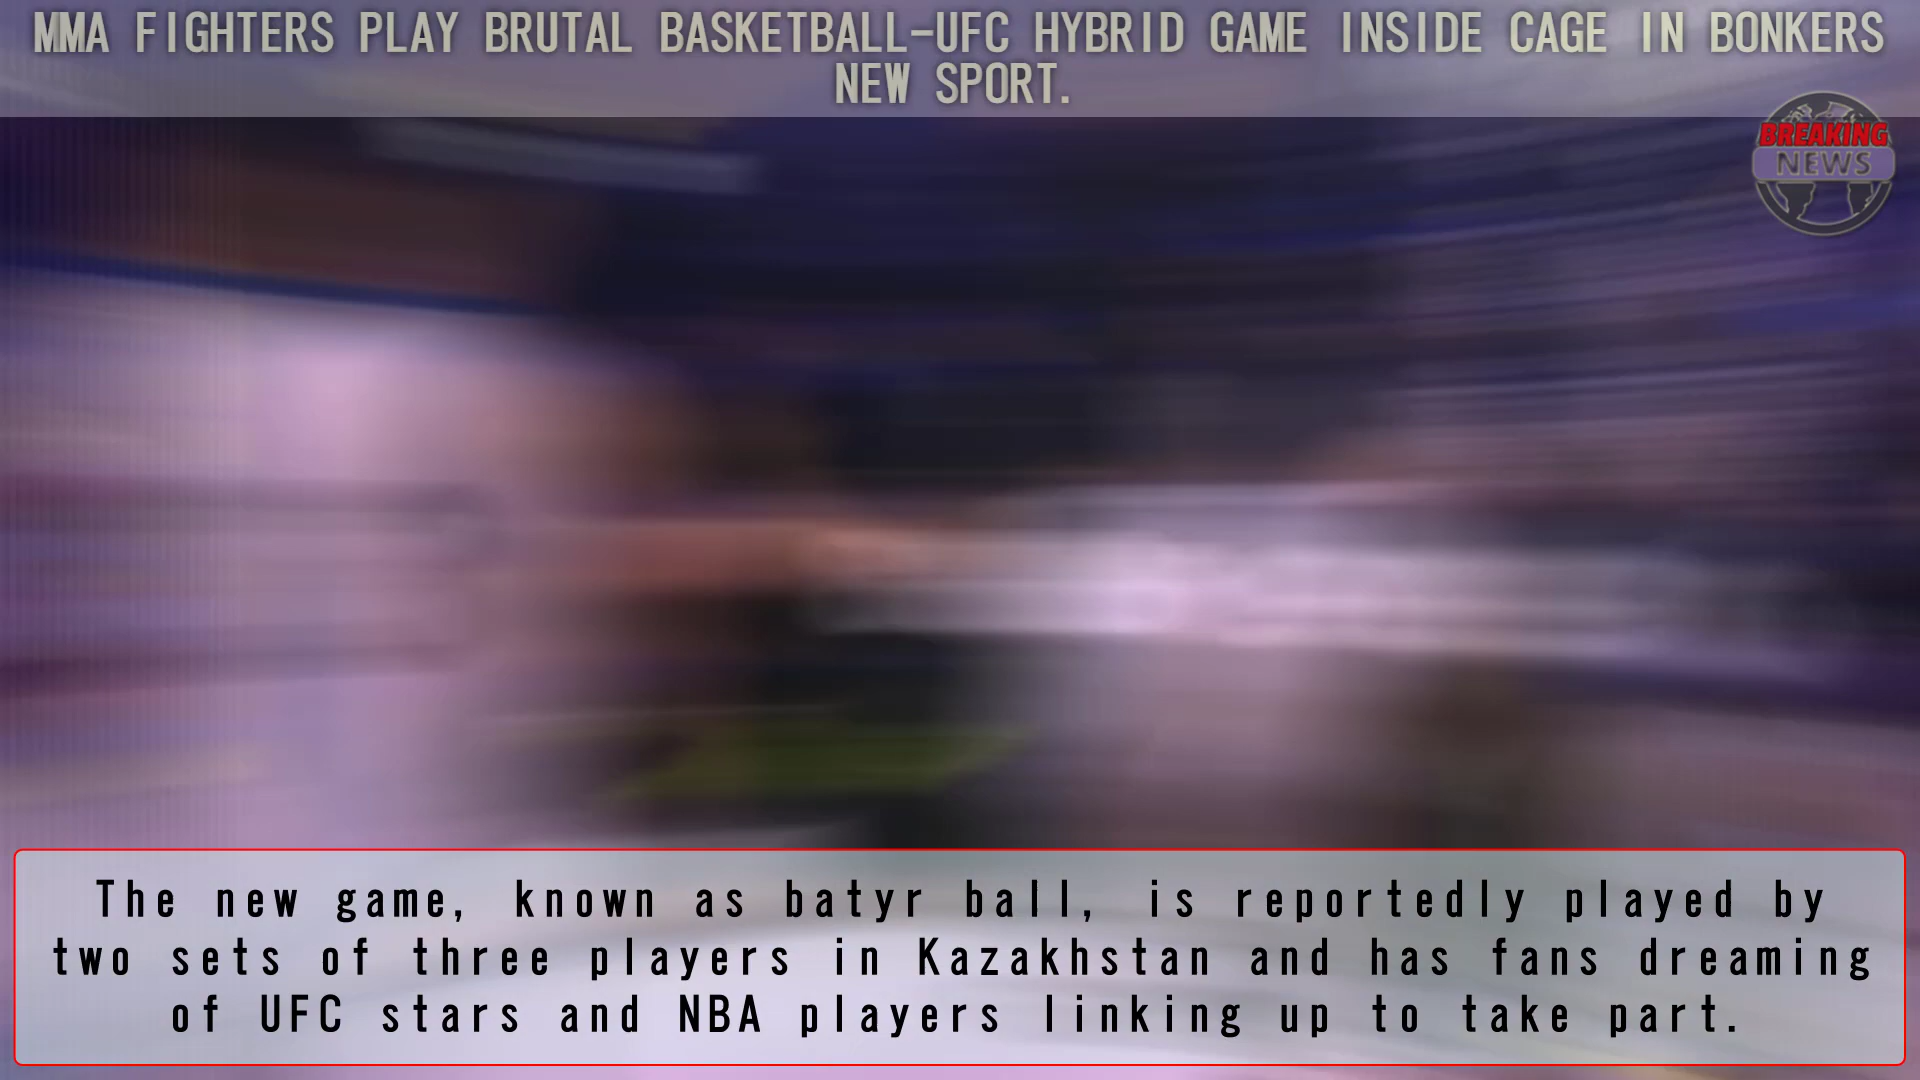 MMA FIGHTERS PLAY BRUTAL BASKETBALL-UFC HYBRID GAME INSIDE CAGE IN BONKERS
NEW SPORT.
BREAKING
NEWS
The new game, known as batyr ball, is reportedly played by
two sets of three players in Kazakhstan and has fans dreaming
of UFC stars and NBA players linking up to take part.